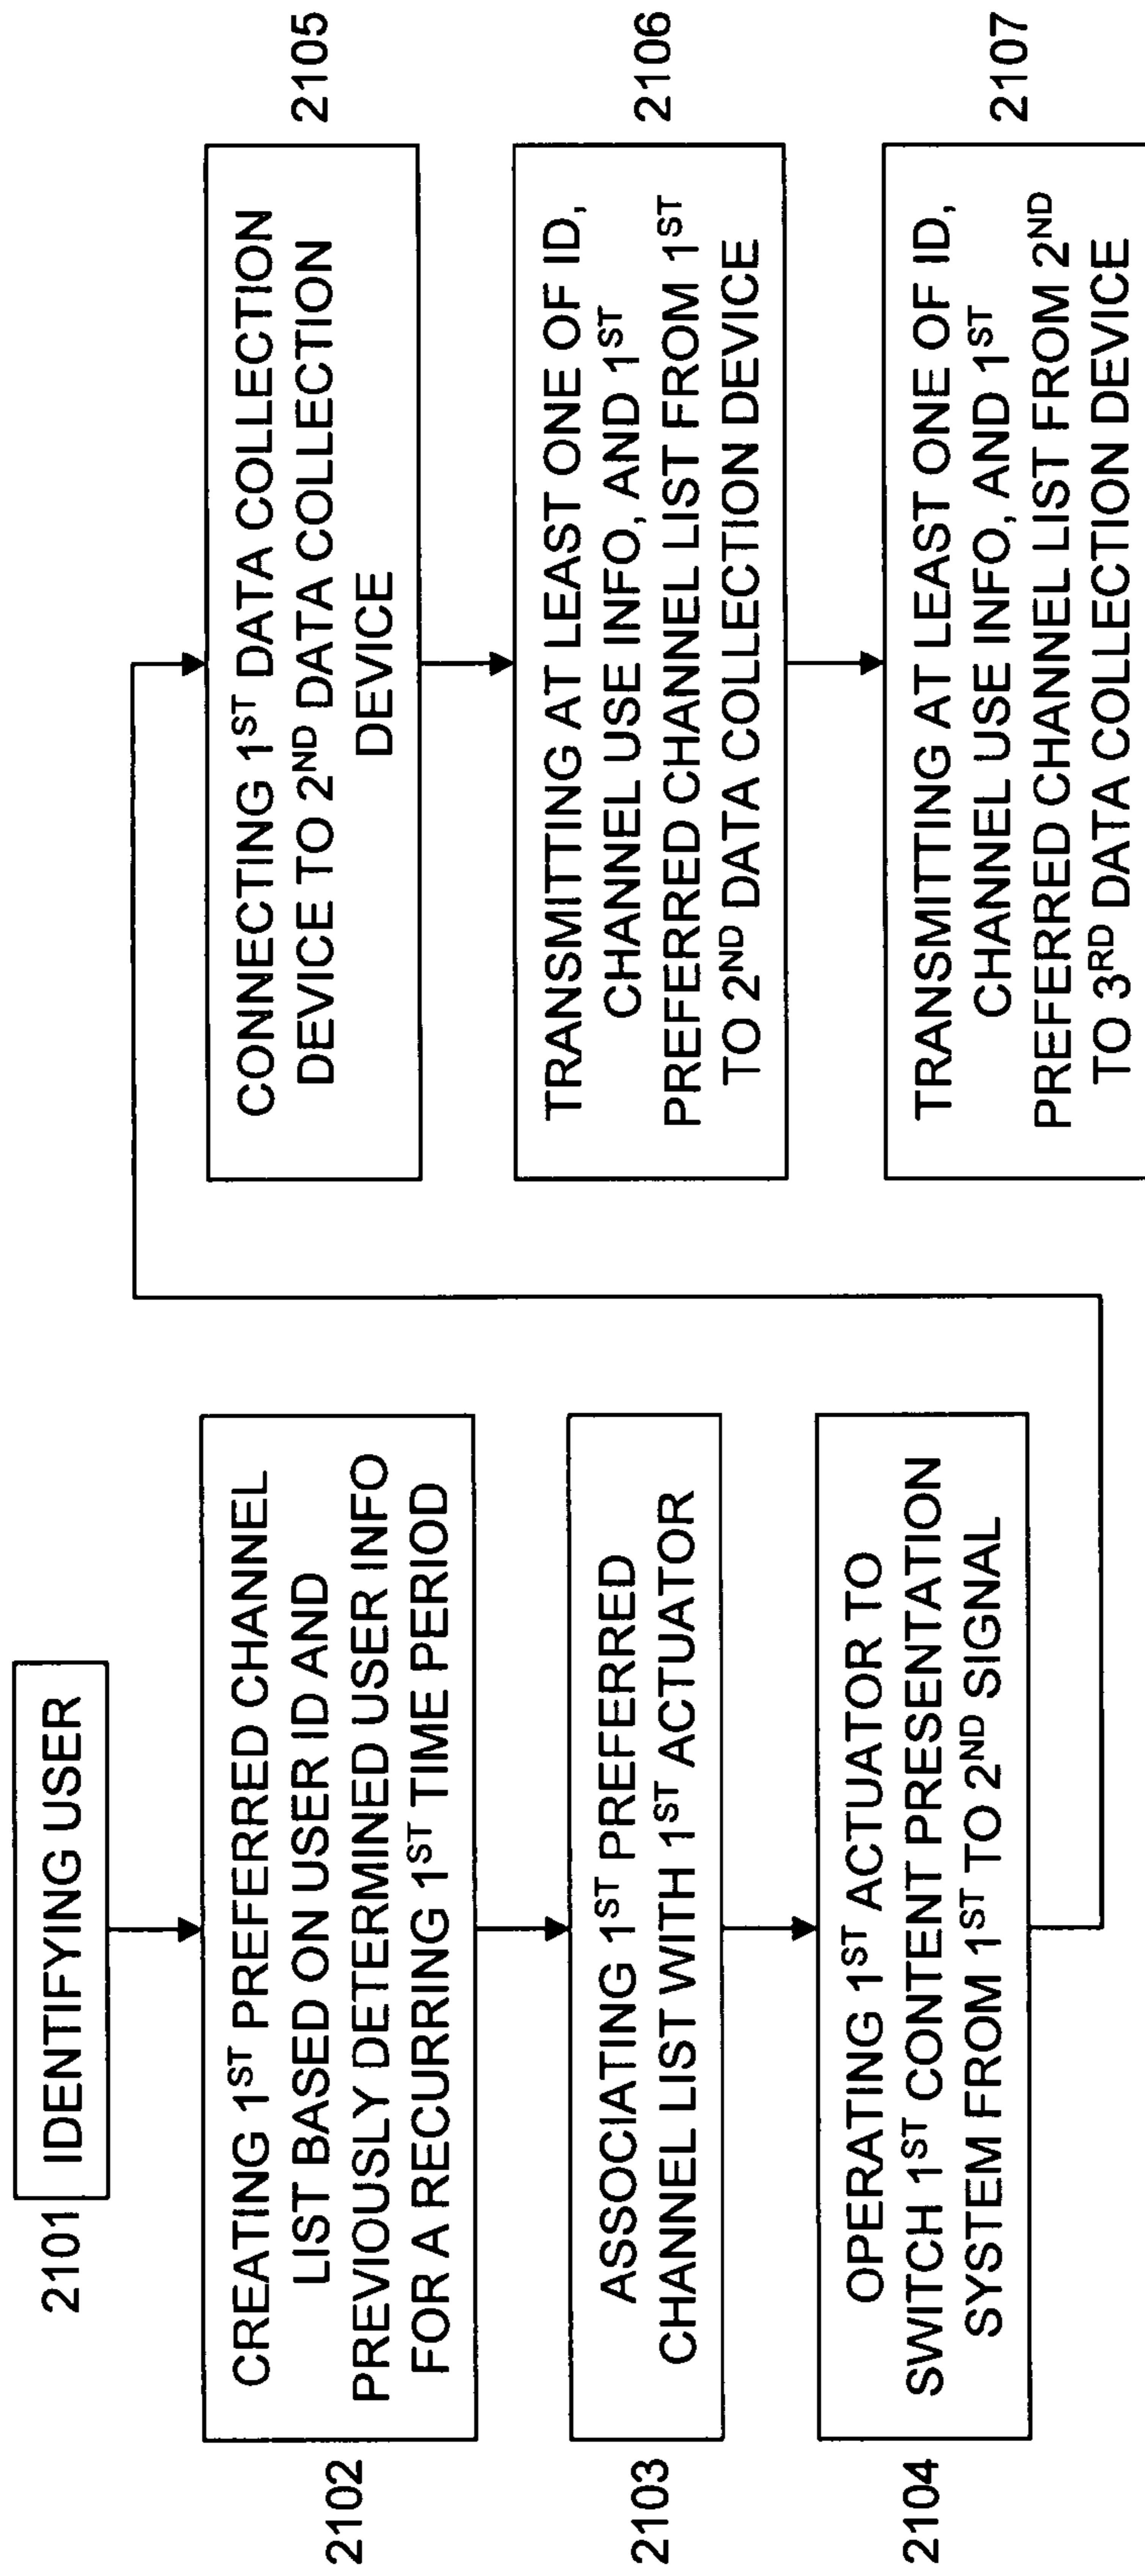 2101
IDENTIFYING USER
2102
CREATING 1ST PREFERRED CHANNEL
LIST BASED ON USER ID AND
PREVIOUSLY DETERMINED USER INFO
FOR A RECURRING 1ST TIME PERIOD
2103
ASSOCIATING 1ST PREFERRED
CHANNEL LIST WITH 1ST ACTUATOR
2104
OPERATING 1ST ACTUATOR TO
SWITCH 1ST CONTENT PRESENTATION
SYSTEM FROM 1ST TO 2ND SIGNAL
2105
CONNECTING 1ST DATA COLLECTION
DEVICE TO 2ND DATA COLLECTION
DEVICE
2106
TRANSMITTING AT LEAST ONE OF ID,
CHANNEL USE INFO, AND 1ST
PREFERRED CHANNEL LIST FROM 1ST
TO 2ND DATA COLLECTION DEVICE
2107
TRANSMITTING AT LEAST ONE OF ID,
CHANNEL USE INFO, AND 1ST
PREFERRED CHANNEL LIST FROM 2ND
TO 3RD DATA COLLECTION DEVICE